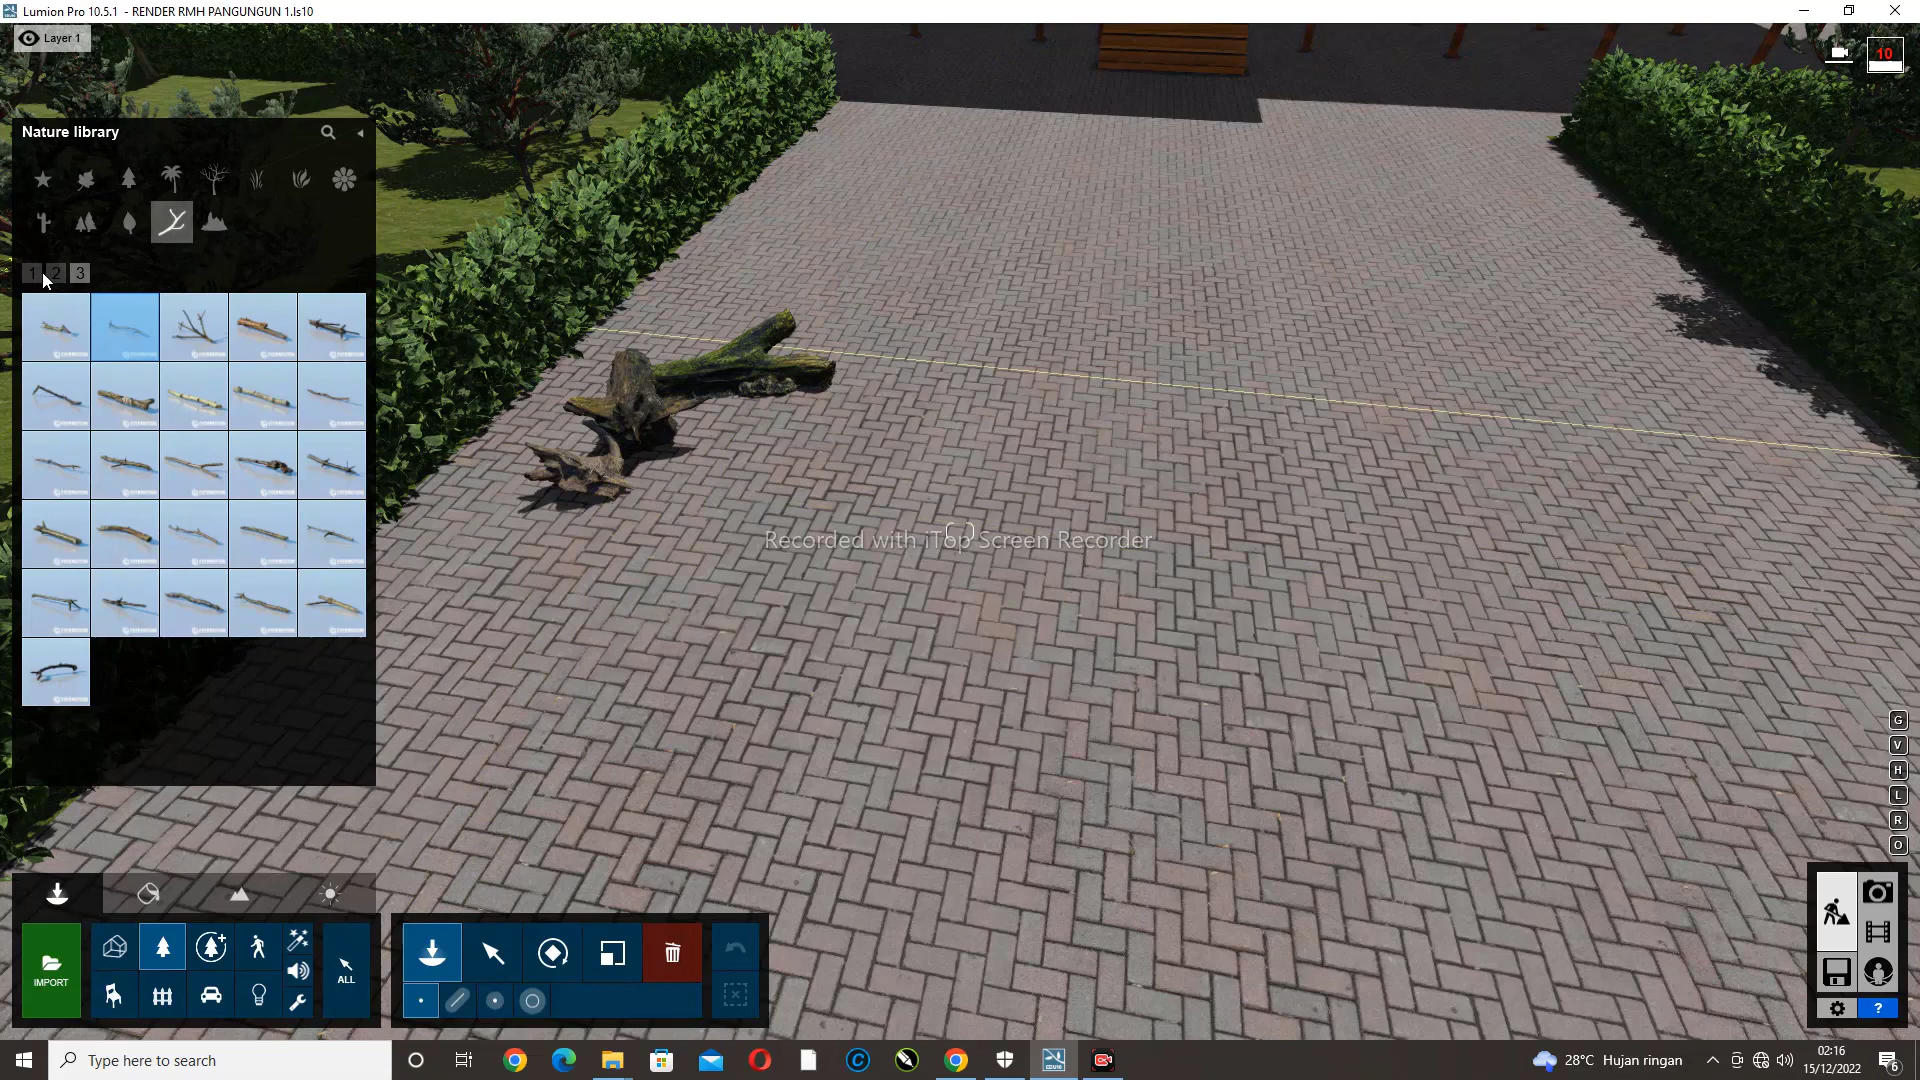 Lumion Pro 10.5.1 - RENDER RMH PANGUNGUN 1.ls10
Layer 1
10
Nature library
1 2 3
Recorded with iTop Screen Recorder
G
V
H
L
R
O
IMPORT
ALL
?
Type here to search
28°C Hujan ringan
02:16
15/12/2022
6